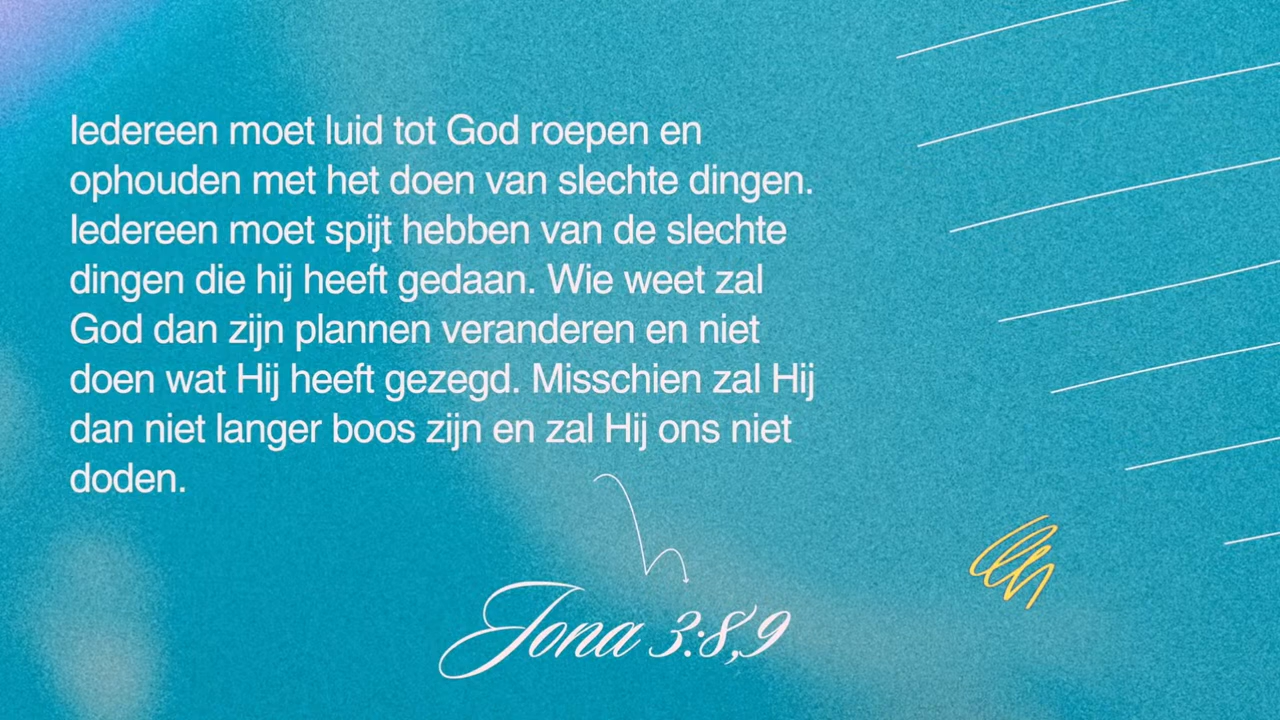 Iedereen moet luid tot God roepen en
ophouden met het doen van slechte dingen.
Iedereen moet spijt hebben van de slechte
dingen die hij heeft gedaan. Wie weet zal
God dan zijn plannen veranderen en niet
doen wat Hij heeft gezegd. Misschien zal Hij
dan niet langer boos zijn en zal Hij ons niet
doden.
Jona 3:8,9